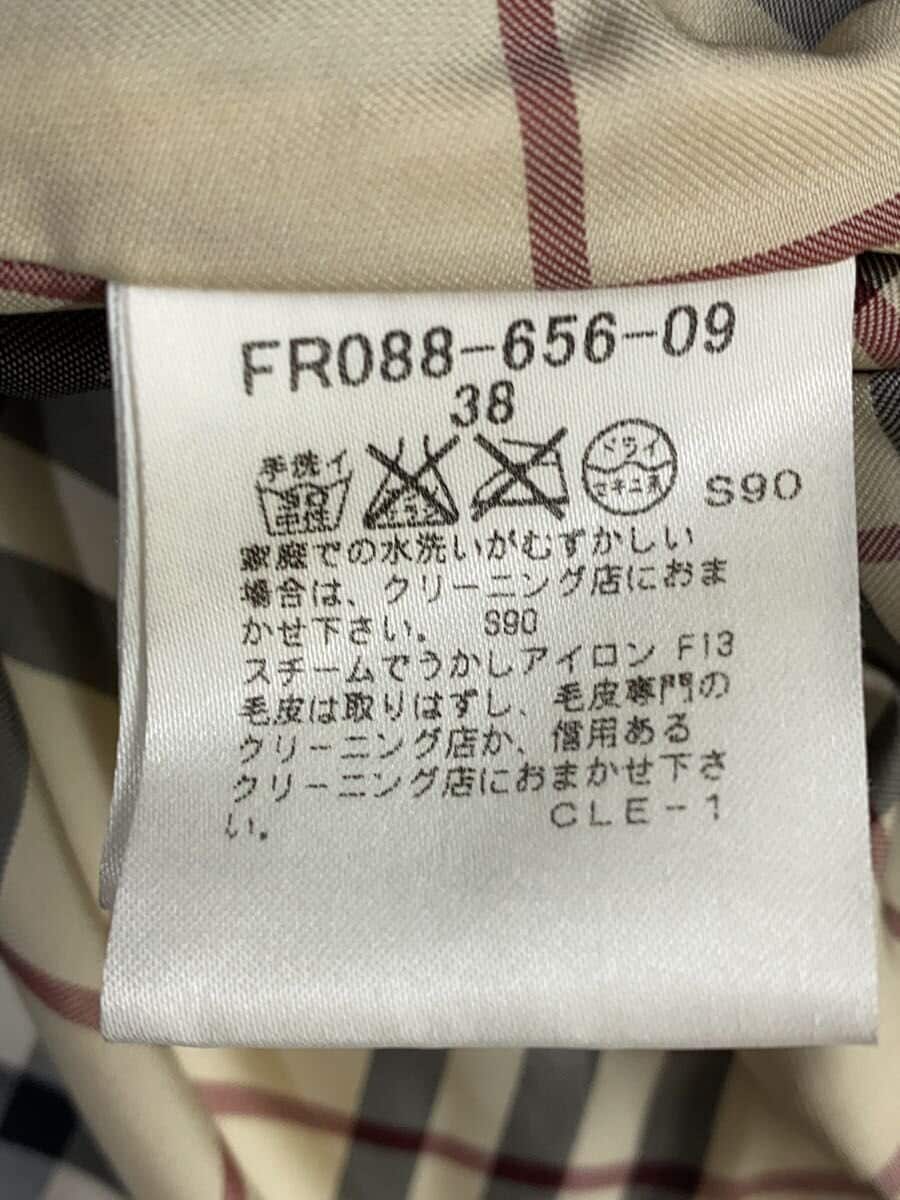 FR088-656-09
38
手洗イ
30
中性
エンソ
ドライ
セキユ系
S90
家庭での水洗いがむずかしい
場合は、クリーニング店におま
かせ下さい。 S90
スチームでうかしアイロン F13
毛皮は取りはずし、毛皮専門の
クリーニング店か、信用ある
クリーニング店におまかせ下さ
い。 CLE-1